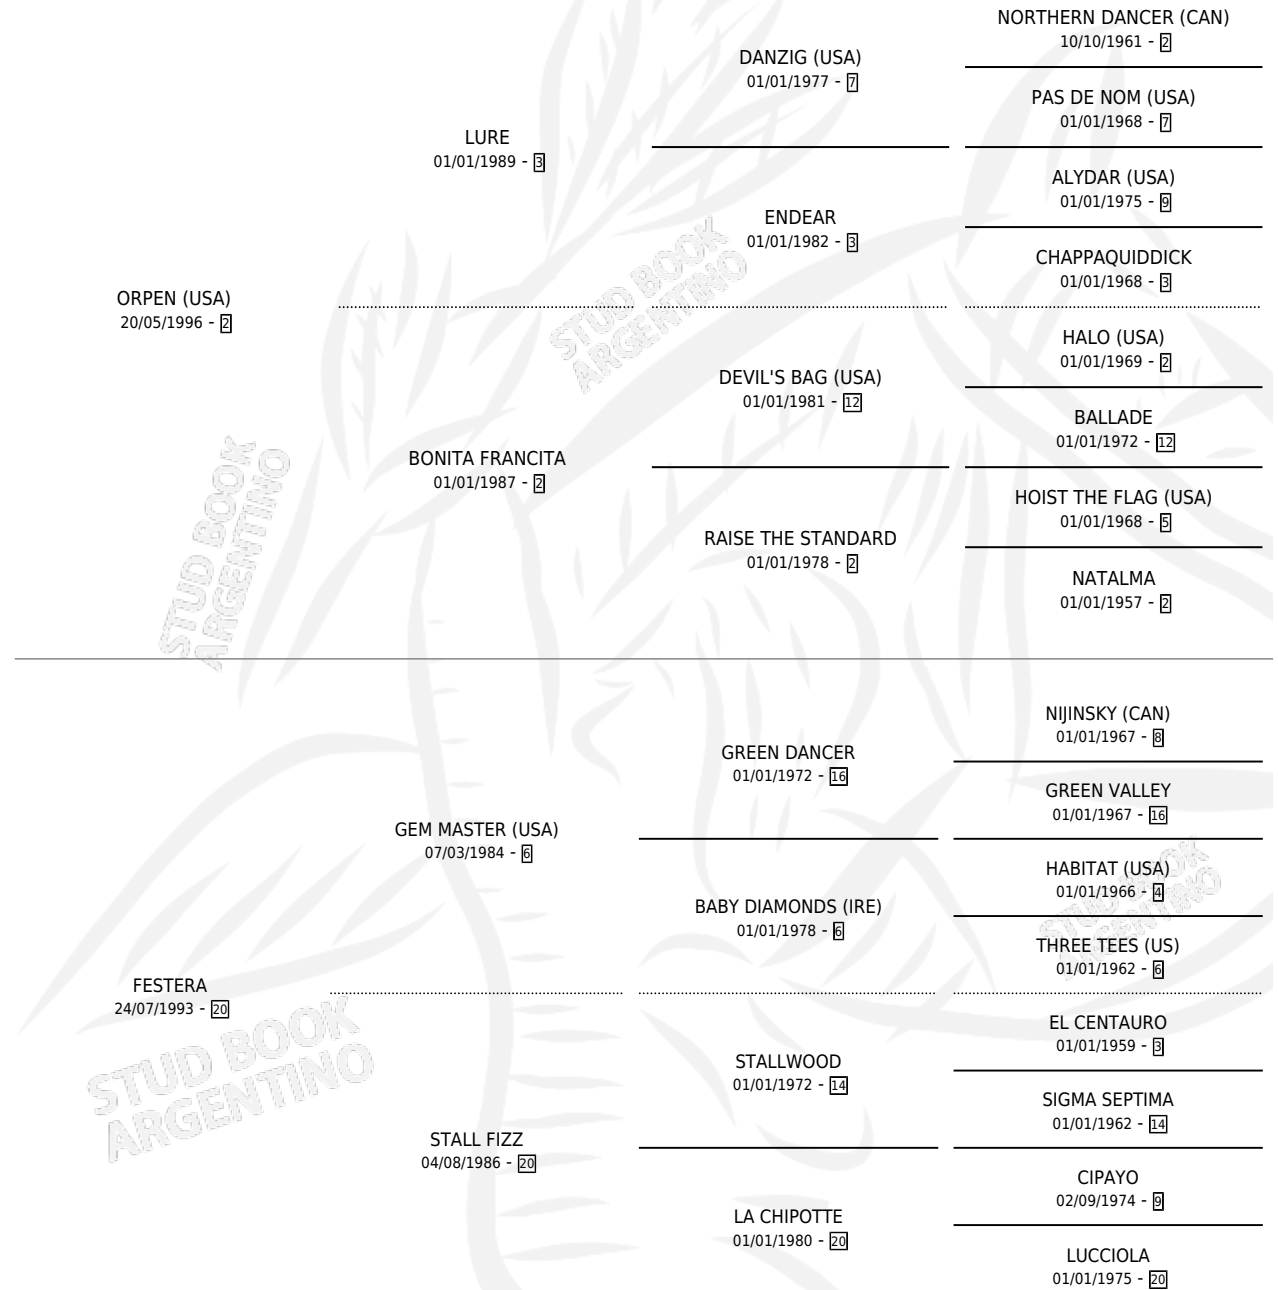 NORTHERN DANCER (CAN)
10/10/1961 - 2
DANZIG (USA)
01/01/1977 - 7
PAS DE NOM (USA)
01/01/1968 - 7
LURE
01/01/1989 - 3
ALYDAR (USA)
01/01/1975 - 9
ENDEAR
01/01/1982 - 3
CHAPPAQUIDDICK
01/01/1968 - 3
ORPEN (USA)
20/05/1996 - 2
HALO (USA)
01/01/1969 - 2
DEVIL'S BAG (USA)
01/01/1981 - 12
BALLADE
01/01/1972 - 12
BONITA FRANCITA
01/01/1987 - 2
HOIST THE FLAG (USA)
01/01/1968 - 5
RAISE THE STANDARD
01/01/1978 - 2
NATALMA
01/01/1957 - 2
NIJINSKY (CAN)
01/01/1967 - 8
GREEN DANCER
01/01/1972 - 16
GREEN VALLEY
01/01/1967 - 16
GEM MASTER (USA)
07/03/1984 - 6
HABITAT (USA)
01/01/1966 - 4
BABY DIAMONDS (IRE)
01/01/1978 - 6
THREE TEES (US)
01/01/1962 - 6
FESTERA
24/07/1993 - 20
EL CENTAURO
01/01/1959 - 3
STALLWOOD
01/01/1972 - 14
SIGMA SEPTIMA
01/01/1962 - 14
STALL FIZZ
04/08/1986 - 20
CIPAYO
02/09/1974 - 9
LA CHIPOTTE
01/01/1980 - 20
LUCCIOLA
01/01/1975 - 20
STUD BOOK
ARGENTINO
STUD BOOK
ARGENTINO
STUD BOOK
ARGENTINO
STUD BOOK
ARGENTINO